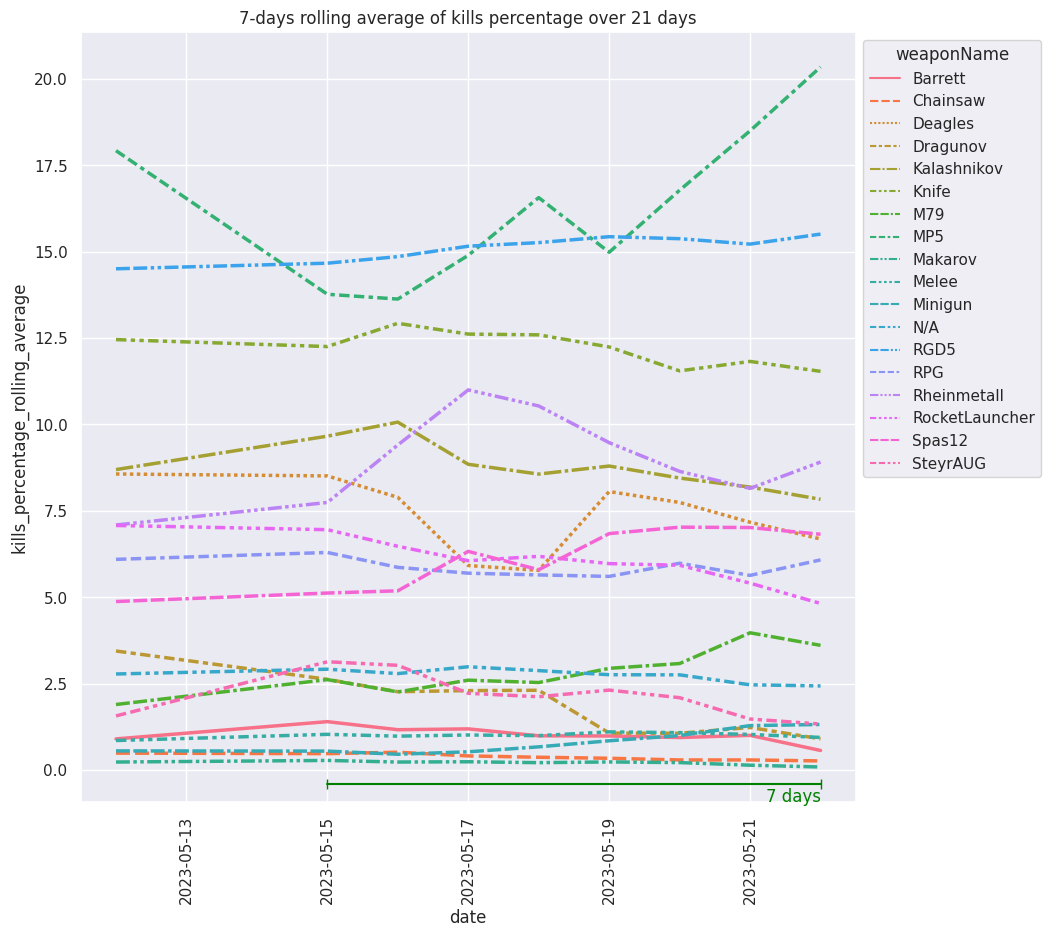 7-days rolling average of kills percentage over 21 days
kills_percentage_rolling_average
20.0
17.5
15.0
12.5
10.0
7.5
5.0
2.5
0.0
7 days
2023-05-13
2023-05-15
2023-05-17
2023-05-19
2023-05-21
date
weaponName
Barrett
Chainsaw
Deagles
Dragunov
Kalashnikov
Knife
M79
MP5
Makarov
Melee
Minigun
N/A
RGD5
RPG
Rheinmetall
RocketLauncher
Spas12
SteyrAUG